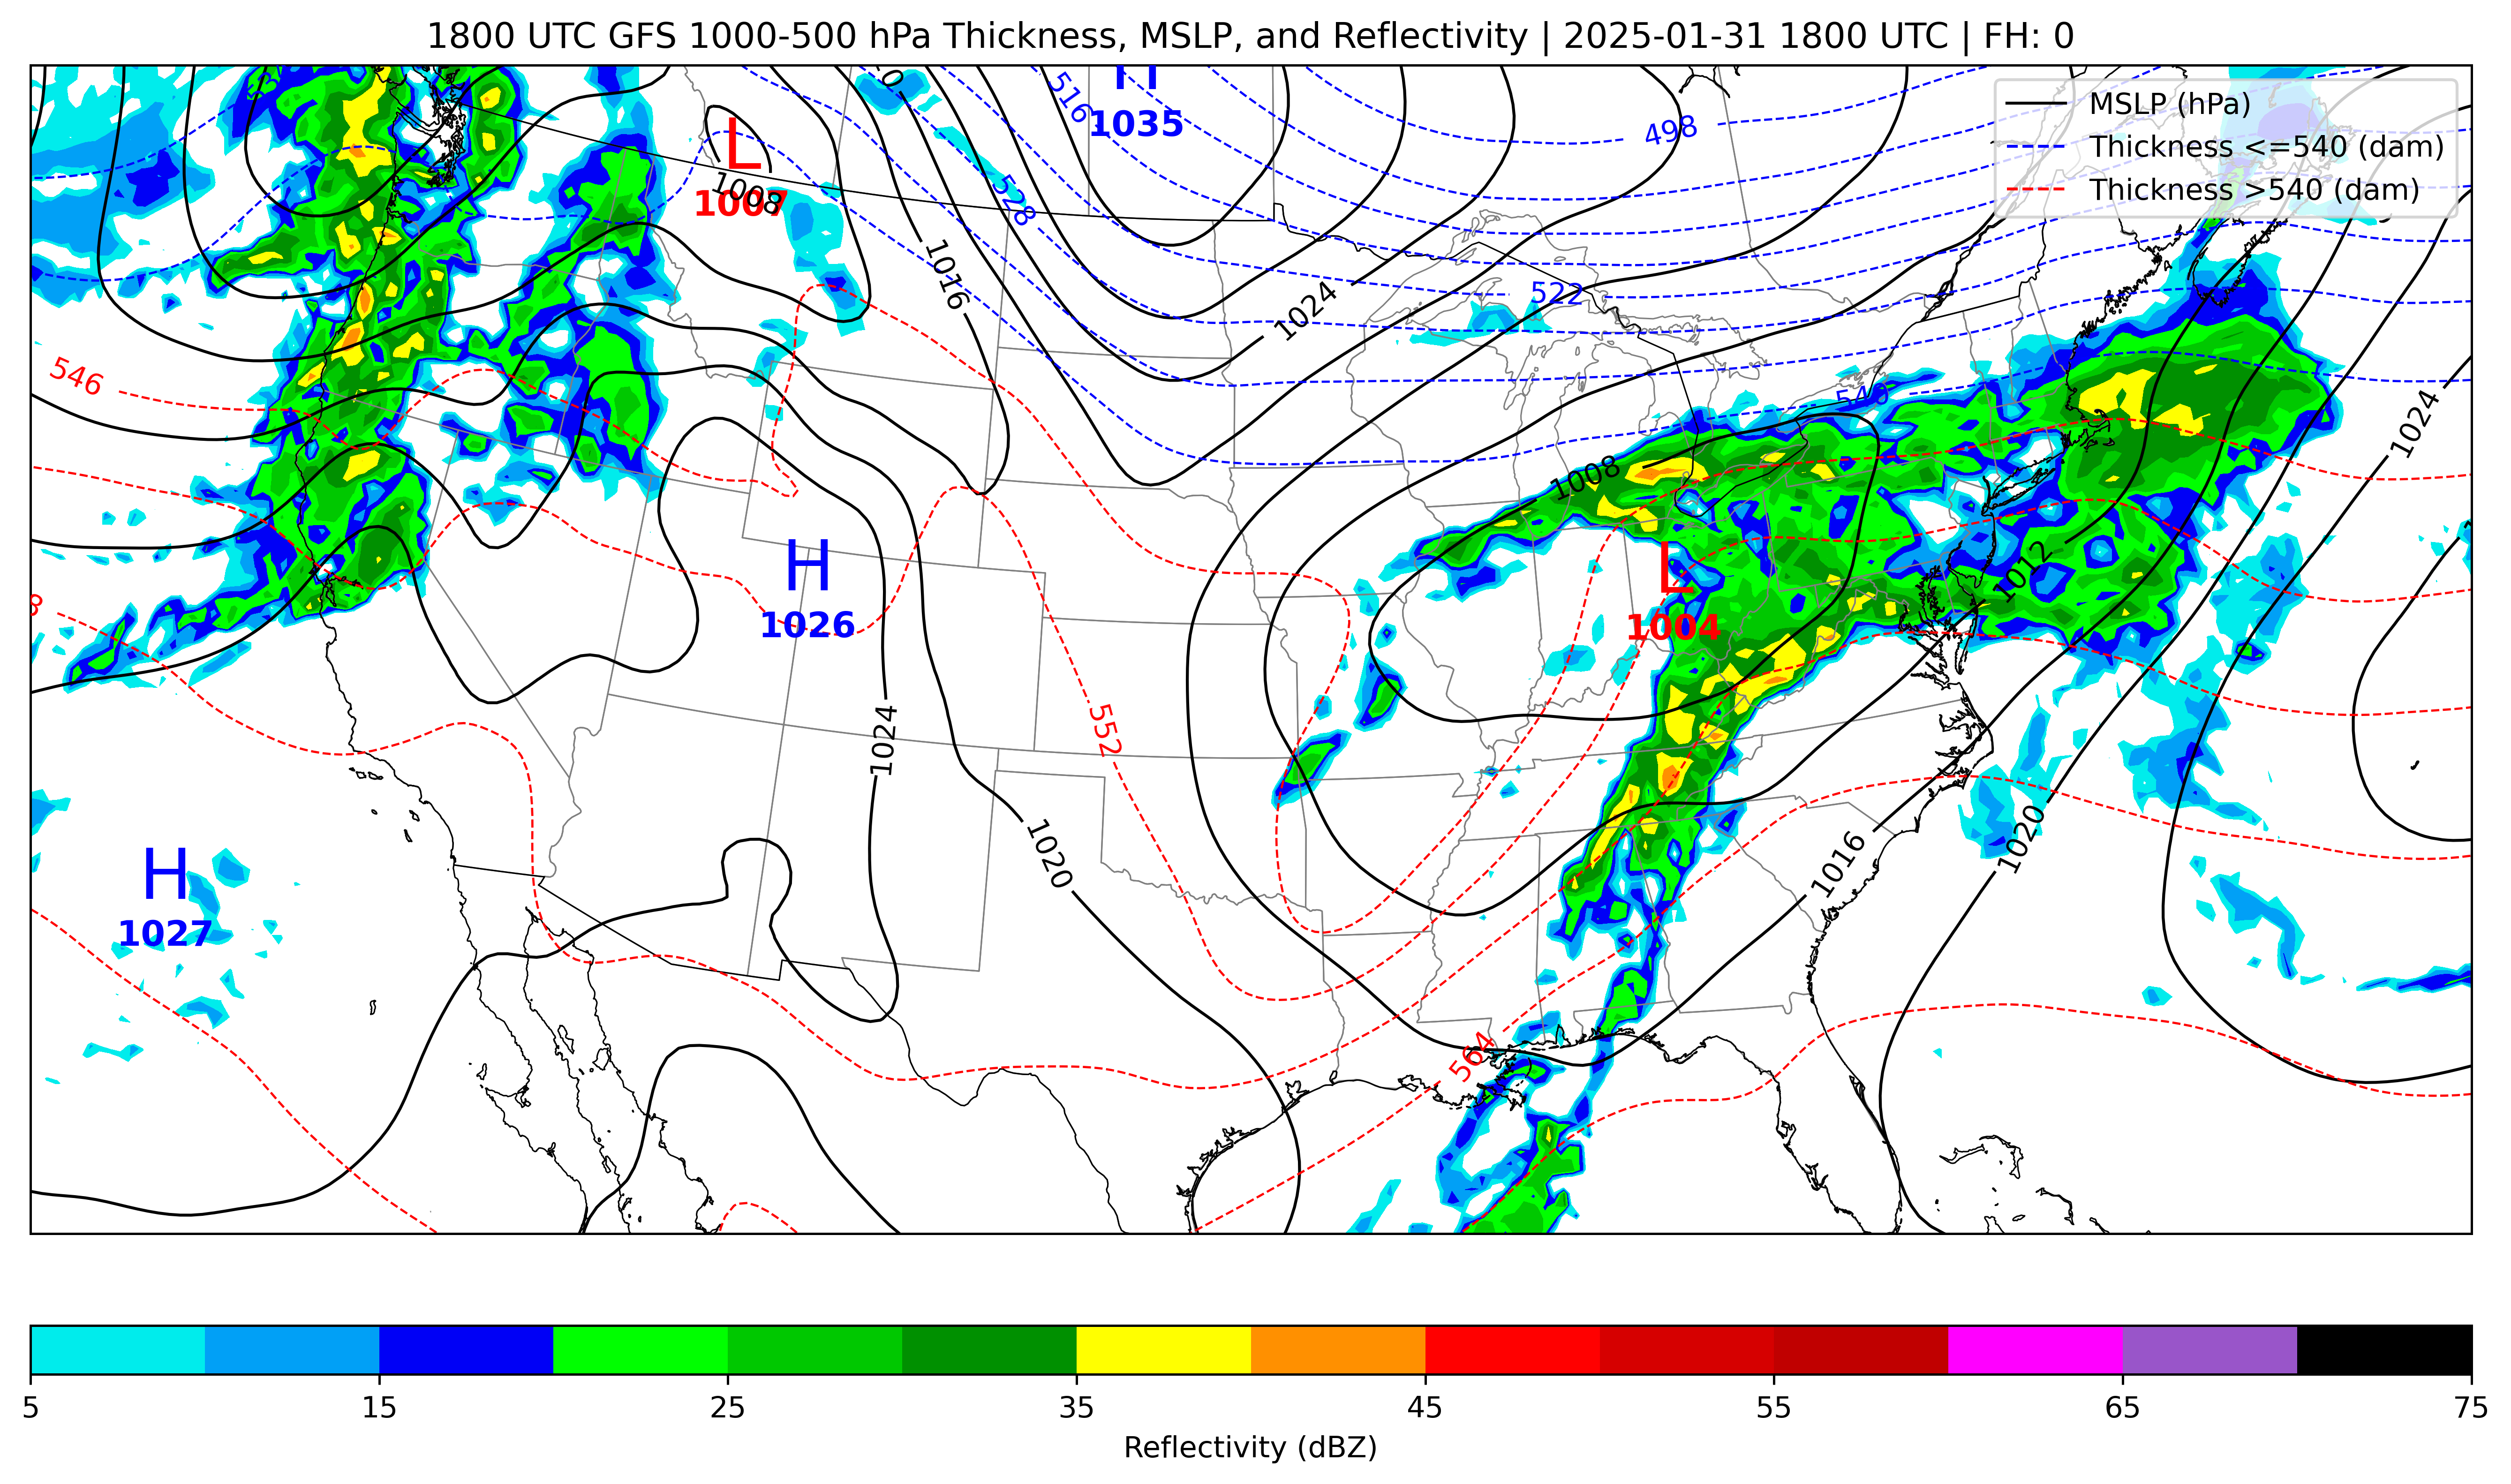 1800 UTC GFS 1000-500 hPa Thickness, MSLP, and Reflectivity | 2025-01-31 1800 UTC | FH: 0
MSLP (hPa)
Thickness <=540 (dam)
Thickness >540 (dam)
516
H
1035
498
L
1007
1008
528
1016
522
1024
546
540
1024
1008
H
1026
L
1004
1012
552
1024
1020
1016
1020
H
1027
564
5 15 25 35 45 55 65 75
Reflectivity (dBZ)